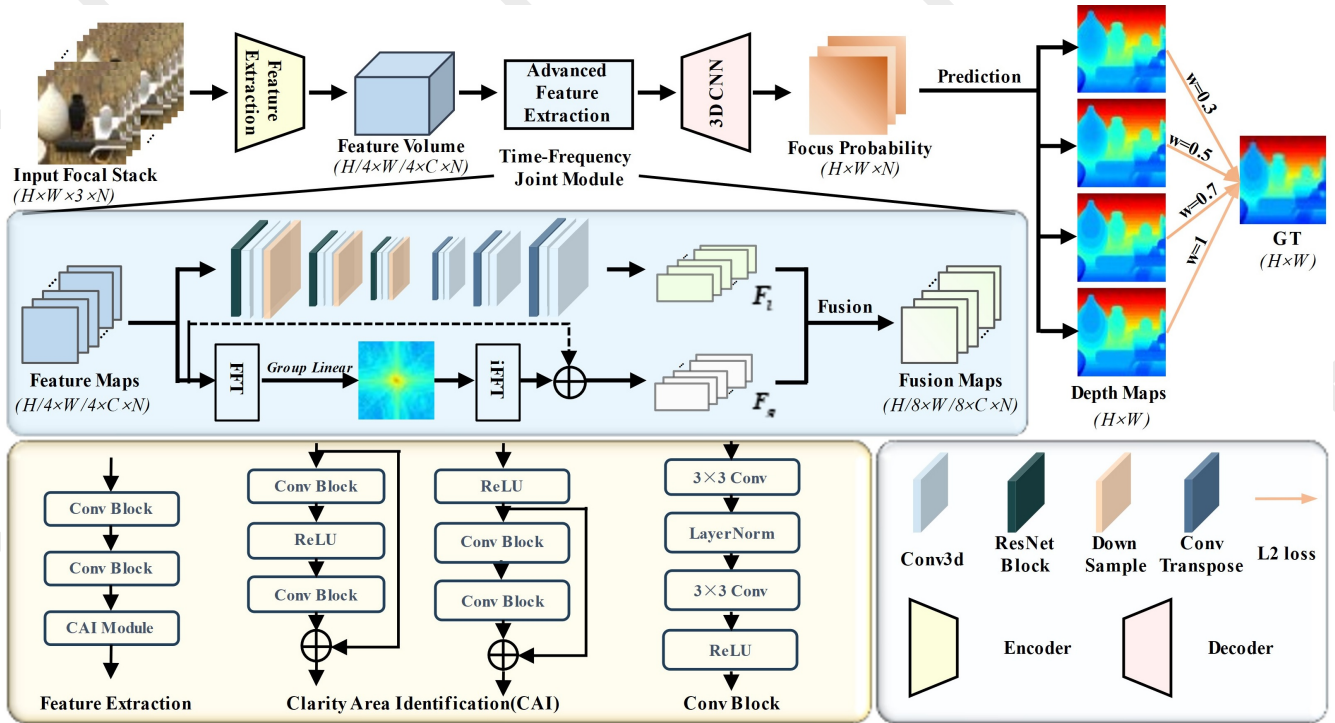 Feature
Extraction
Advanced
Feature
Extraction
3DCNN
Prediction
Input Focal Stack
(H×W×3×N)
Feature Volume
(H/4×W/4×C×N)
Time-Frequency
Joint Module
Focus Probability
(H×W×N)
w=0.3
w=0.5
w=0.7
w=1
GT
(H×W)
Depth Maps
(H×W)
Feature Maps
(H/4×W/4×C×N)
FFT
Group Linear
iFFT
Fusion
Fusion Maps
(H/8×W/8×C×N)
Conv Block
Conv Block
CAI Module
Feature Extraction
Conv Block
ReLU
Conv Block
ReLU
Conv Block
Conv Block
Clarity Area Identification(CAI)
3×3 Conv
LayerNorm
3×3 Conv
ReLU
Conv Block
Conv3d
ResNet
Block
Down
Sample
Conv
Transpose
L2 loss
Encoder
Decoder